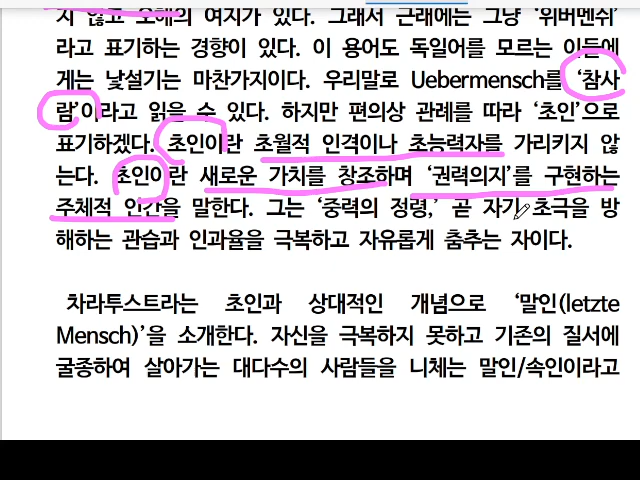 지 않고 오해의 여지가 있다. 그래서 근래에는 그냥 ‘위버멘쉬’
라고 표기하는 경향이 있다. 이 용어도 독일어를 모르는 이들에
게는 낯설기는 마찬가지이다. 우리말로 Uebermensch를 ‘참사
람’이라고 읽을 수 있다. 하지만 편의상 관례를 따라 ‘초인’으로
표기하겠다. 초인이란 초월적 인격이나 초능력자를 가리키지 않
는다. 초인이란 새로운 가치를 창조하며 ‘권력의지’를 구현하는
주체적 인간을 말한다. 그는 ‘중력의 정령,’ 곧 자기 초극을 방
해하는 관습과 인과율을 극복하고 자유롭게 춤추는 자이다.
차라투스트라는 초인과 상대적인 개념으로 ‘말인(letzte
Mensch)’을 소개한다. 자신을 극복하지 못하고 기존의 질서에
굴종하여 살아가는 대다수의 사람들을 니체는 말인/속인이라고